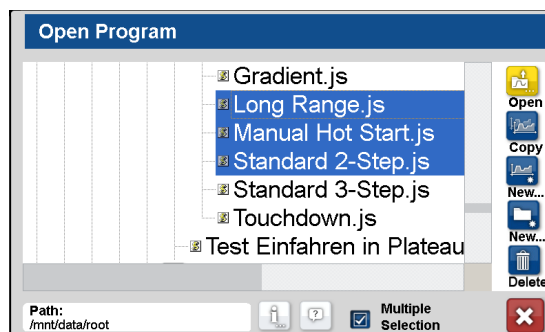 Open Program
Gradient.js
Long Range.js
Manual Hot Start.js
Standard 2-Step.js
Standard 3-Step.js
Touchdown.js
Test Einfahren in Plateau
Open
Copy
New...
New...
Delete
Path:
/mnt/data/root
Multiple
Selection